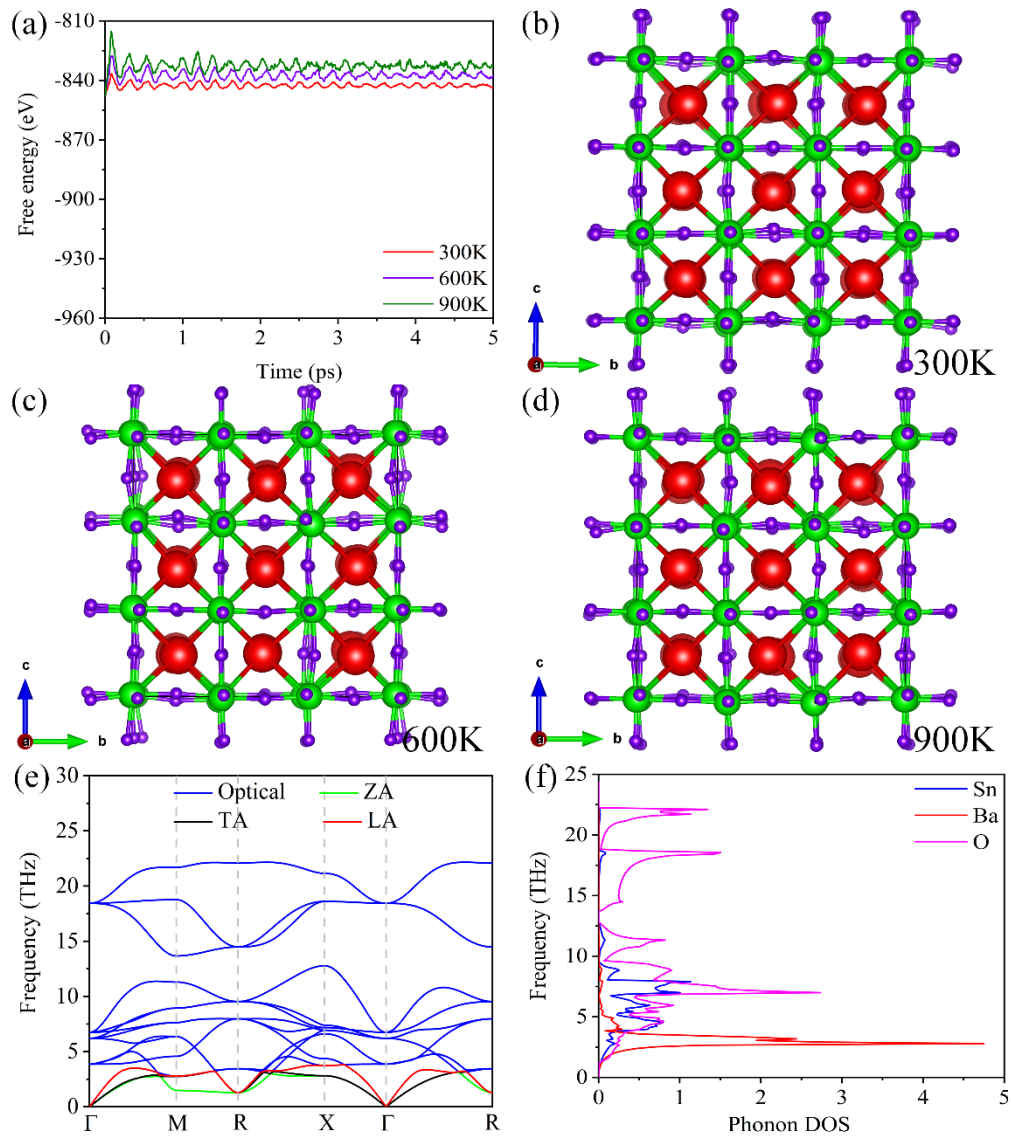 (a)
-810
-840
-870
-900
-930
-960
Free energy (eV)
300K
600K
900K
0 1 2 3 4 5
Time (ps)
(b)
c
a b
300K
(c)
c
a b
600K
(d)
c
a b
900K
(e)
30
25
20
15
10
5
0
Frequency (THz)
Optical ZA
TA LA
Γ M R X Γ R
(f)
25
20
15
10
5
0
Frequency (THz)
Sn
Ba
O
0 1 2 3 4 5
Phonon DOS